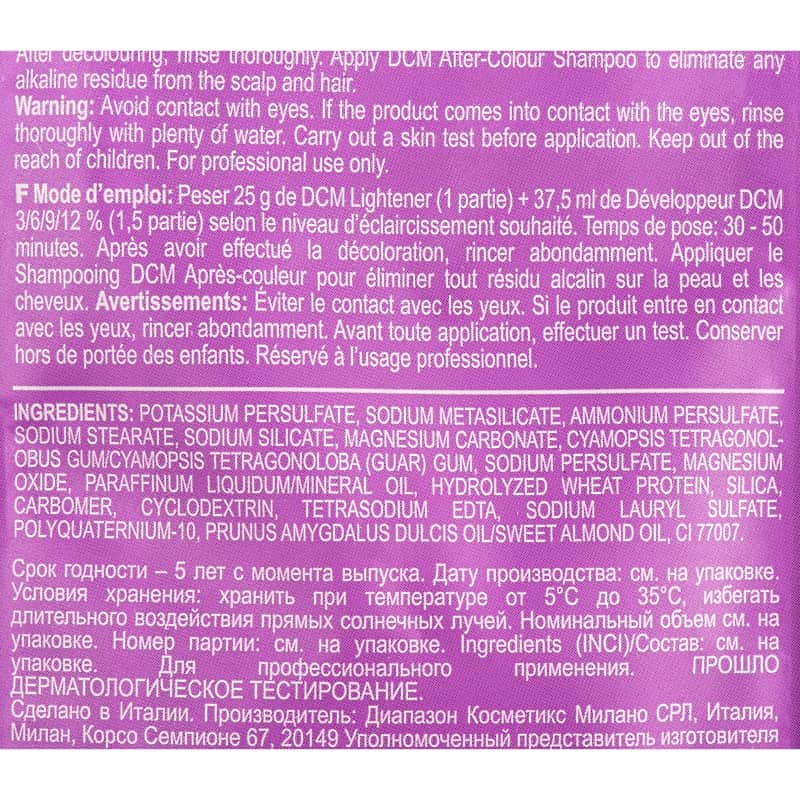 After decolouring, rinse thoroughly. Apply DCM After-Colour Shampoo to eliminate any
alkaline residue from the scalp and hair.
Warning: Avoid contact with eyes. If the product comes into contact with the eyes, rinse
thoroughly with plenty of water. Carry out a skin test before application. Keep out of the
reach of children. For professional use only.
F Mode d’emploi: Peser 25 g de DCM Lightener (1 partie) + 37,5 ml de Développeur DCM
3/6/9/12 % (1,5 partie) selon le niveau d’éclaircissement souhaité. Temps de pose: 30 - 50
minutes. Après avoir effectué la décoloration, rincer abondamment. Appliquer le
Shampooing DCM Après-couleur pour éliminer tout résidu alcalin sur la peau et les
cheveux. Avertissements: Éviter le contact avec les yeux. Si le produit entre en contact
avec les yeux, rincer abondamment. Avant toute application, effectuer un test. Conserver
hors de portée des enfants. Réservé à l’usage professionnel.
INGREDIENTS: POTASSIUM PERSULFATE, SODIUM METASILICATE, AMMONIUM PERSULFATE,
SODIUM STEARATE, SODIUM SILICATE, MAGNESIUM CARBONATE, CYAMOPSIS TETRAGONOL-
OBUS GUM/CYAMOPSIS TETRAGONOLOBA (GUAR) GUM, SODIUM PERSULFATE, MAGNESIUM
OXIDE, PARAFFINUM LIQUIDUM/MINERAL OIL, HYDROLYZED WHEAT PROTEIN, SILICA,
CARBOMER, CYCLODEXTRIN, TETRASODIUM EDTA, SODIUM LAURYL SULFATE,
POLYQUATERNIUM-10, PRUNUS AMYGDALUS DULCIS OIL/SWEET ALMOND OIL, CI 77007.
Срок годности – 5 лет с момента выпуска. Дату производства: см. на упаковке.
Условия хранения: хранить при температуре от 5°C до 35°C, избегать
длительного воздействия прямых солнечных лучей. Номинальный объем см. на
упаковке. Номер партии: см. на упаковке. Ingredients (INCI)/Состав: см. на
упаковке. Для профессионального применения. ПРОШЛО
ДЕРМАТОЛОГИЧЕСКОЕ ТЕСТИРОВАНИЕ.
Сделано в Италии. Производитель: Диапазон Косметикс Милано СРЛ, Италия,
Милан, Корсо Семпионе 67, 20149 Уполномоченный представитель изготовителя